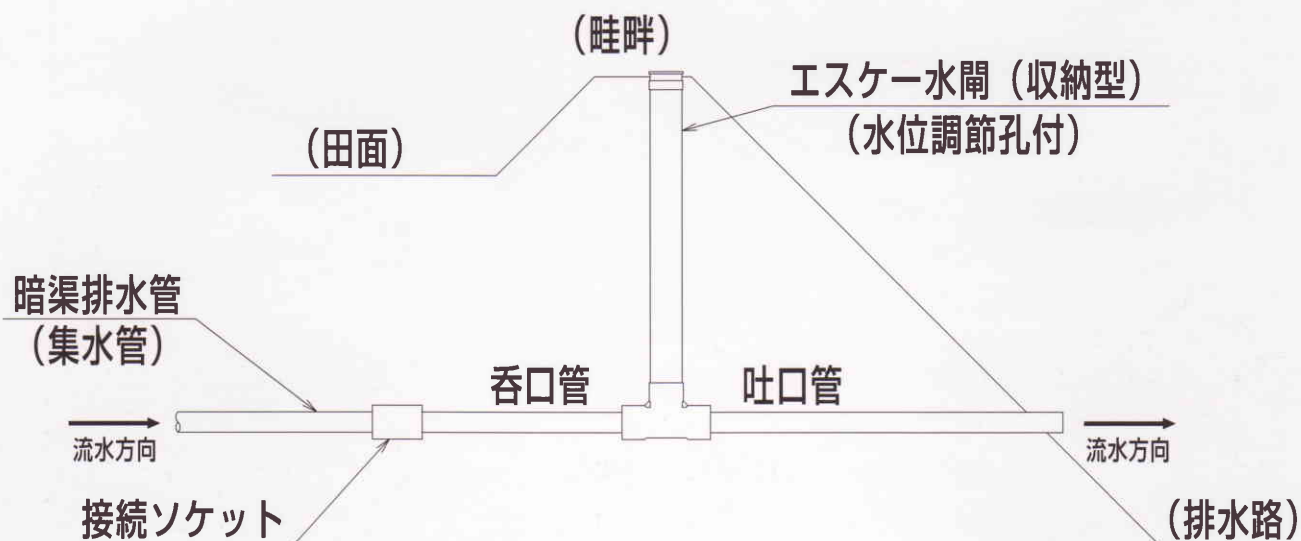 （畦畔）
エスケー水閘（収納型）
（水位調節孔付）
（田面）
暗渠排水管
（集水管）
呑口管
吐口管
流水方向
流水方向
接続ソケット
（排水路）